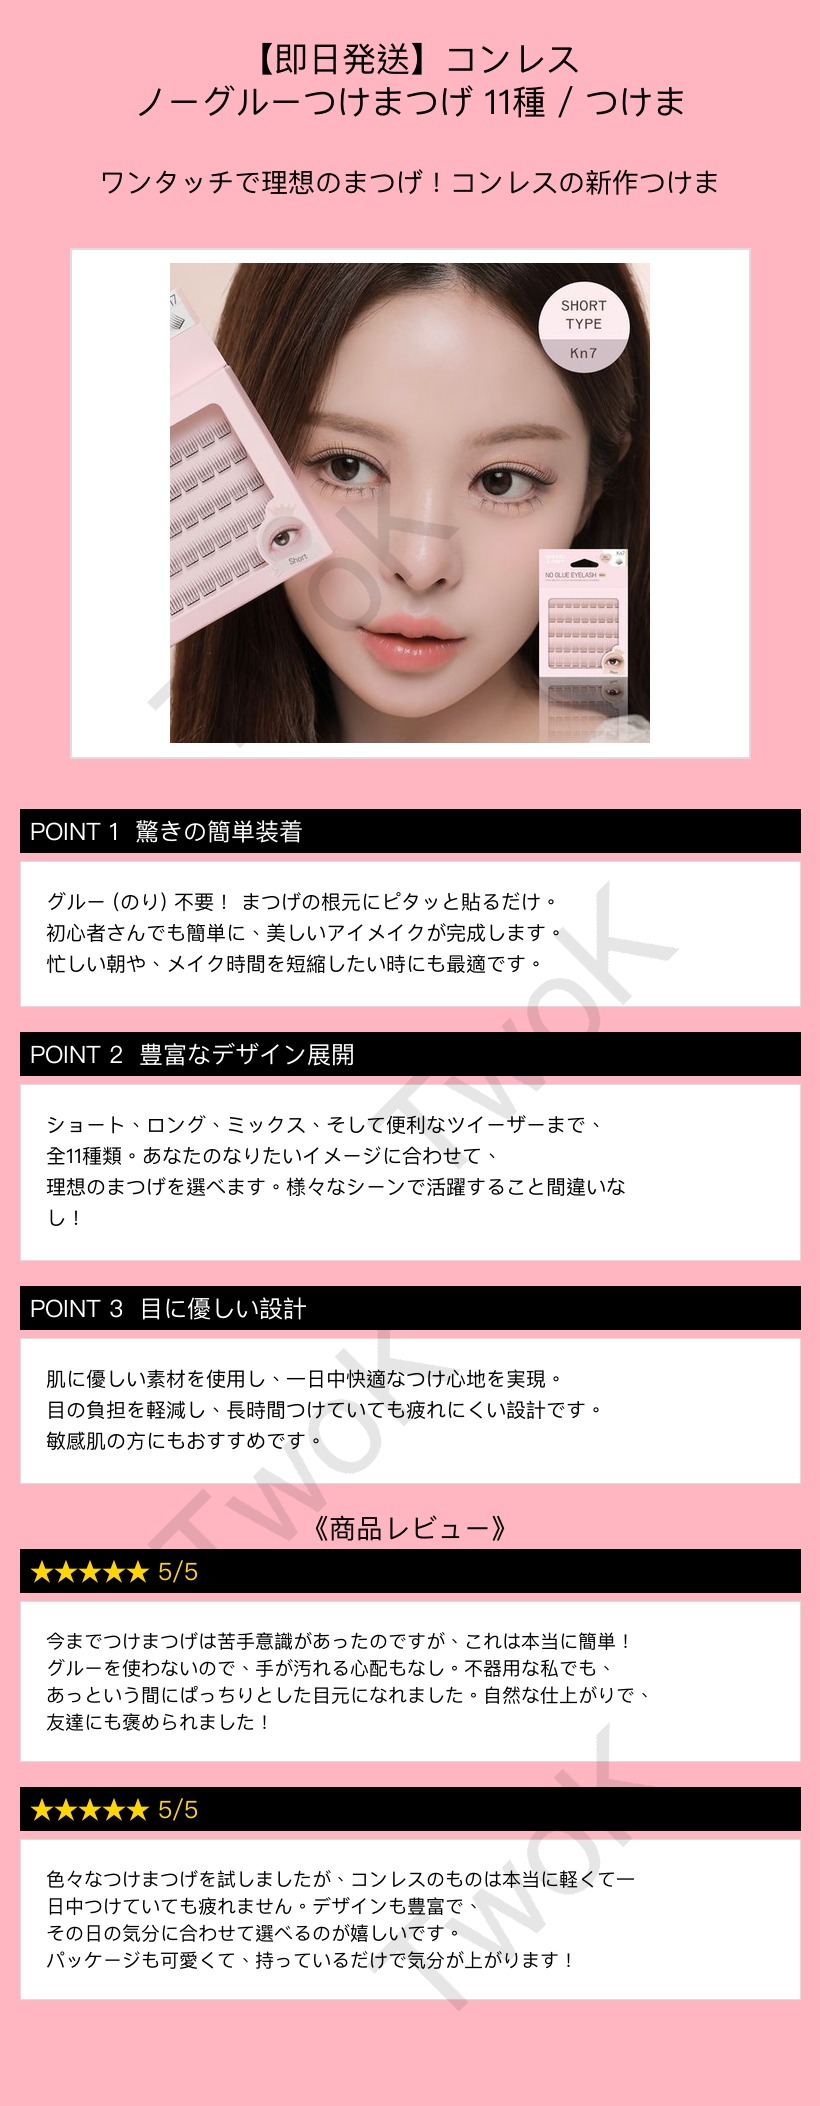 【即日発送】コンレス
ノーグルーつけまつげ 11種 / つけま
ワンタッチで理想のまつげ！コンレスの新作つけま
SHORT
TYPE
Kn7
Short
Kn7
NO GLUE EYELASH
TwoK
POINT 1 驚きの簡単装着
グルー (のり) 不要！ まつげの根元にピタッと貼るだけ。
初心者さんでも簡単に、美しいアイメイクが完成します。
忙しい朝や、メイク時間を短縮したい時にも最適です。
TwoK
POINT 2 豊富なデザイン展開
ショート、ロング、ミックス、そして便利なツイーザーまで、
全11種類。あなたのなりたいイメージに合わせて、
理想のまつげを選べます。様々なシーンで活躍すること間違いな
し！
POINT 3 目に優しい設計
肌に優しい素材を使用し、一日中快適なつけ心地を実現。
目の負担を軽減し、長時間つけていても疲れにくい設計です。
敏感肌の方にもおすすめです。
TwoK
《商品レビュー》
★★★★★ 5/5
今までつけまつげは苦手意識があったのですが、これは本当に簡単！
グルーを使わないので、手が汚れる心配もなし。不器用な私でも、
あっという間にぱっちりとした目元になれました。自然な仕上がりで、
友達にも褒められました！
★★★★★ 5/5
色々なつけまつげを試しましたが、コンレスのものは本当に軽くて一
日中つけていても疲れません。デザインも豊富で、
その日の気分に合わせて選べるのが嬉しいです。
パッケージも可愛くて、持っているだけで気分が上がります！
TwoK